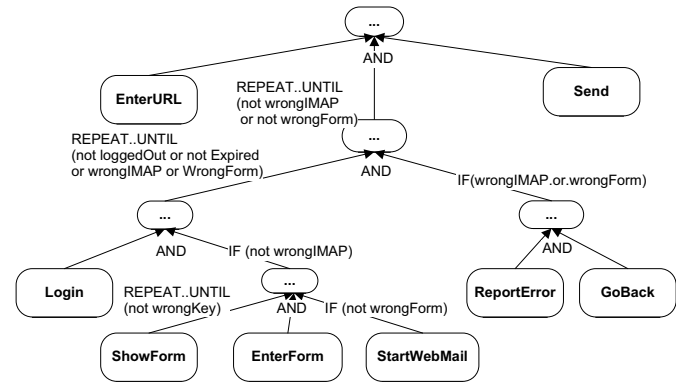 ...
AND
EnterURL
REPEAT..UNTIL
(not wrongIMAP
or not wrongForm)
Send
...
REPEAT..UNTIL
(not loggedOut or not Expired
or wrongIMAP or WrongForm)
AND
IF(wrongIMAP.or.wrongForm)
...
...
AND
IF (not wrongIMAP)
AND
Login
...
ReportError
GoBack
REPEAT..UNTIL
(not wrongKey)
AND
IF (not wrongForm)
ShowForm
EnterForm
StartWebMail